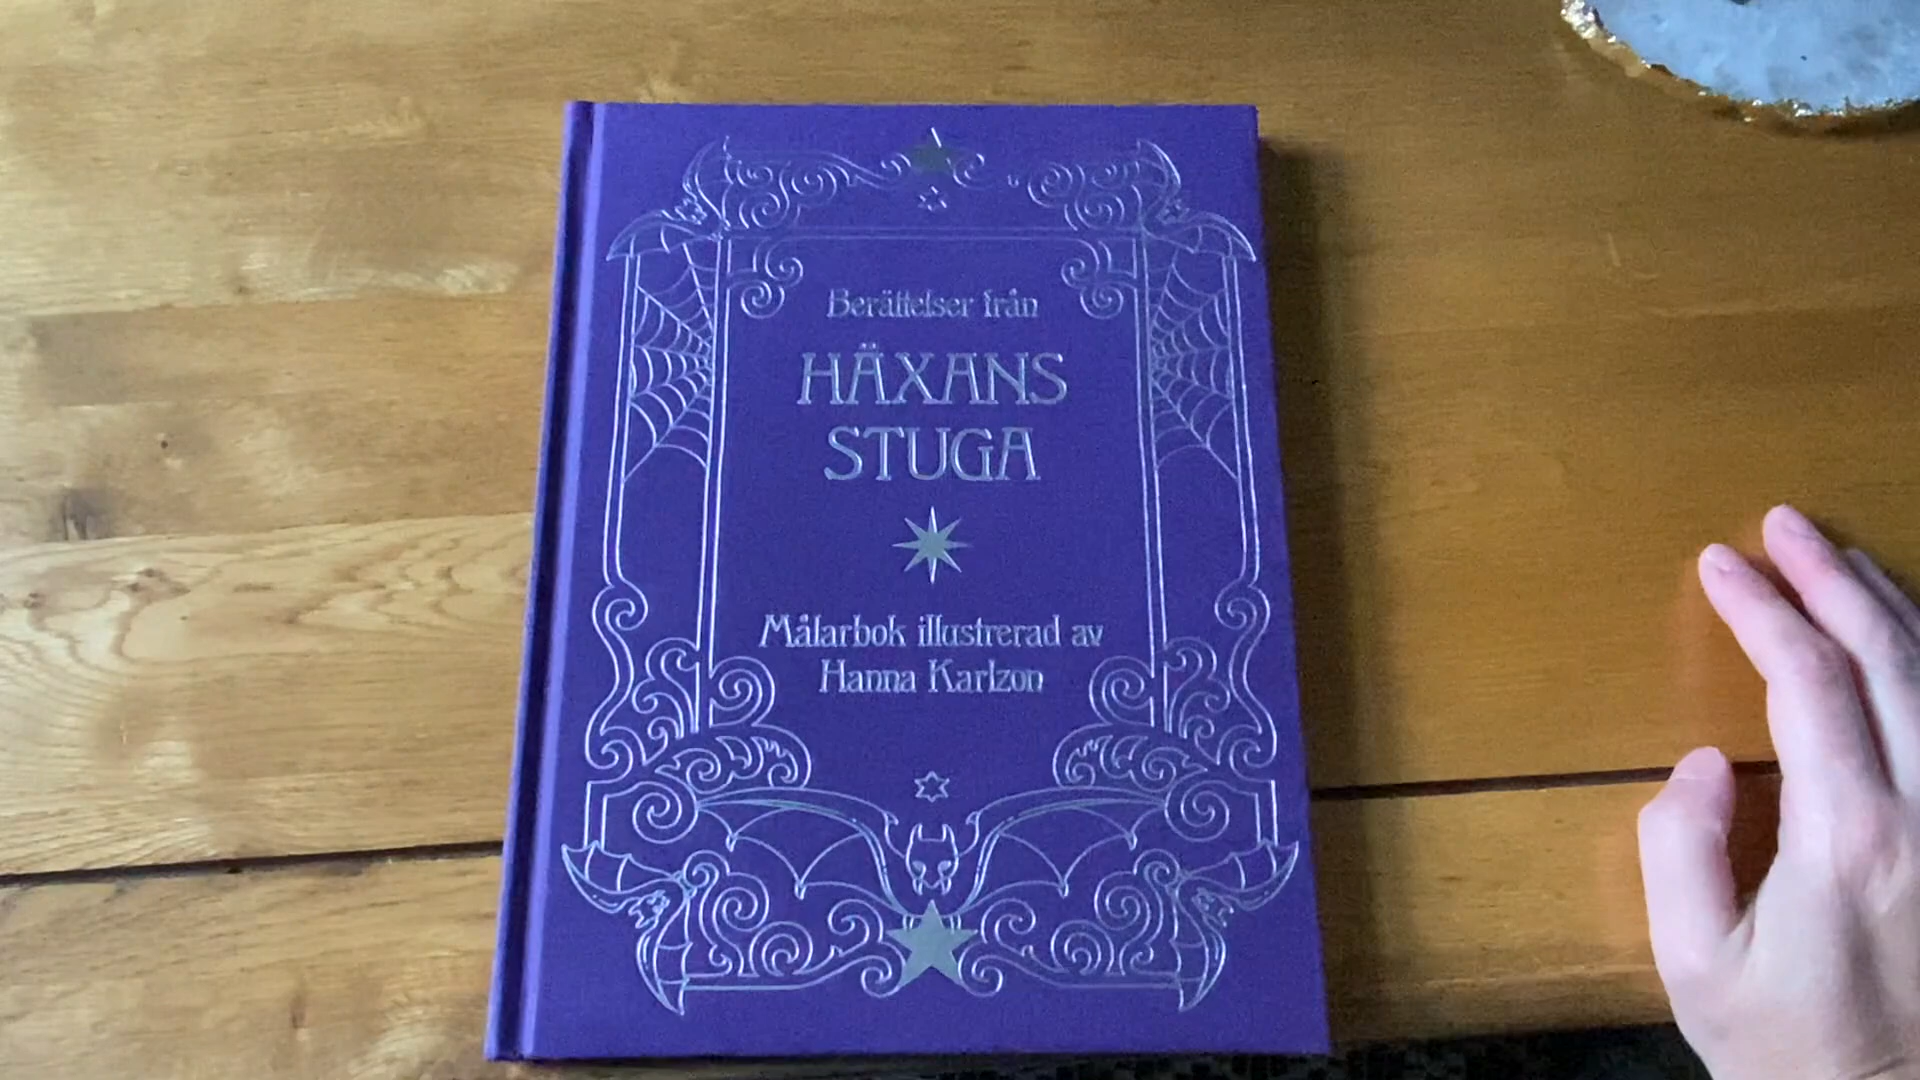 Berättelser från
HÄXANS
STUGA
Målarbok illustrerad av
Hanna Karlzon